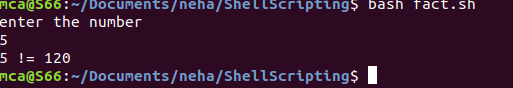 mca@S66:~/Documents/neha/ShellScripting$ bash fact.sh
enter the number
5
5 != 120
mca@S66:~/Documents/neha/ShellScripting$